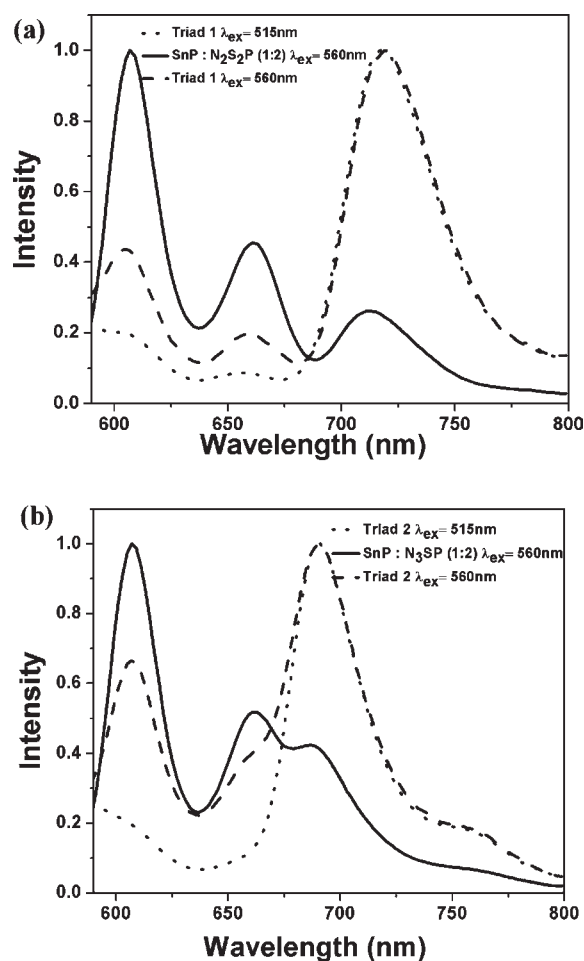 (a)
Triad 1 λex= 515nm
SnP : N2S2P (1:2) λex= 560nm
Triad 1 λex= 560nm
Intensity
1.0
0.8
0.6
0.4
0.2
0.0
600 650 700 750 800
Wavelength (nm)
(b)
Triad 2 λex= 515nm
SnP : N3SP (1:2) λex= 560nm
Triad 2 λex= 560nm
Intensity
1.0
0.8
0.6
0.4
0.2
0.0
600 650 700 750 800
Wavelength (nm)